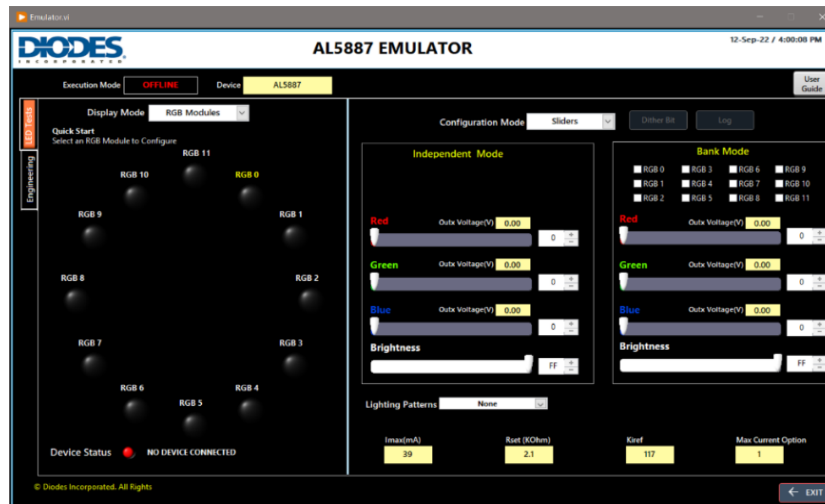 Emulator.vi
DIODES
INCORPORATED
AL5887 EMULATOR
12-Sep-22 / 4:00:08 PM
Execution Mode OFFLINE Device AL5887
User Guide
LED Tests
Engineering
Display Mode RGB Modules
Quick Start
Select an RGB Module to Configure
RGB 11
RGB 10 RGB 0
RGB 9 RGB 1
RGB 8 RGB 2
RGB 7 RGB 3
RGB 6 RGB 4
RGB 5
Device Status NO DEVICE CONNECTED
Configuration Mode Sliders Dither Bit Log
Independent Mode
Red Outx Voltage(V) 0.00
0
Green Outx Voltage(V) 0.00
0
Blue Outx Voltage(V) 0.00
0
Brightness
FF
Bank Mode
RGB 0 RGB 3 RGB 6 RGB 9
RGB 1 RGB 4 RGB 7 RGB 10
RGB 2 RGB 5 RGB 8 RGB 11
Red Outx Voltage(V) 0.00
0
Green Outx Voltage(V) 0.00
0
Blue Outx Voltage(V) 0.00
0
Brightness
FF
Lighting Patterns None
Imax(mA) Rset (KOhm) Kiref Max Current Option
39 2.1 117 1
© Diodes Incorporated. All Rights
EXIT